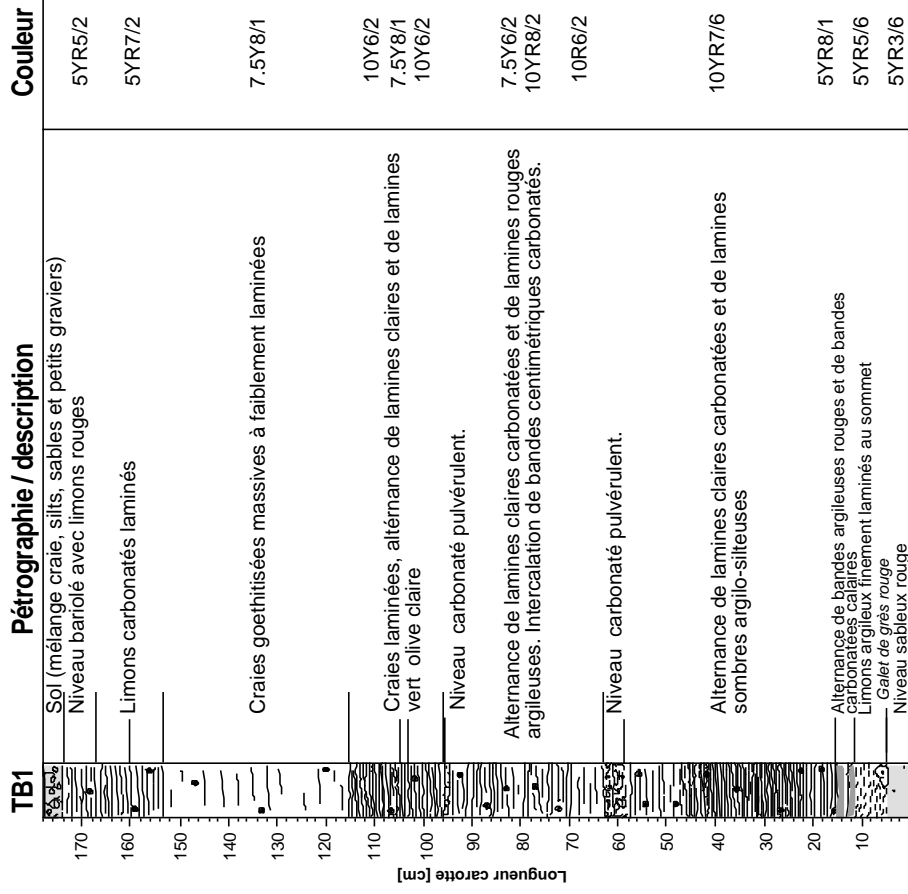 TB1
Pétrographie / description
Couleur
Sol (mélange craie, silts, sables et petits graviers)
Niveau bariolé avec limons rouges
5YR5/2
Limons carbonatés laminés
5YR7/2
Craies goethitisées massives à faiblement laminées
7.5Y8/1
Craies laminées, altérnance de lamines claires et de lamines
vert olive claire
10Y6/2
7.5Y8/1
10Y6/2
Niveau carbonaté pulvérulent.
Alternance de lamines claires carbonatées et de lamines rouges
argileuses. Intercalation de bandes centimétriques carbonatés.
7.5Y6/2
10YR8/2
10R6/2
Niveau carbonaté pulvérulent.
Alternance de lamines claires carbonatées et de lamines
sombres argilo-silteuses
10YR7/6
Alternance de bandes argileuses rouges et de bandes
carbonatées calaires
5YR8/1
Limons argileux finement laminés au sommet
5YR5/6
Galet de grès rouge
Niveau sableux rouge
5YR3/6
170
160
150
140
130
120
110
100
90
80
70
60
50
40
30
20
10
0
Longueur carotte [cm]